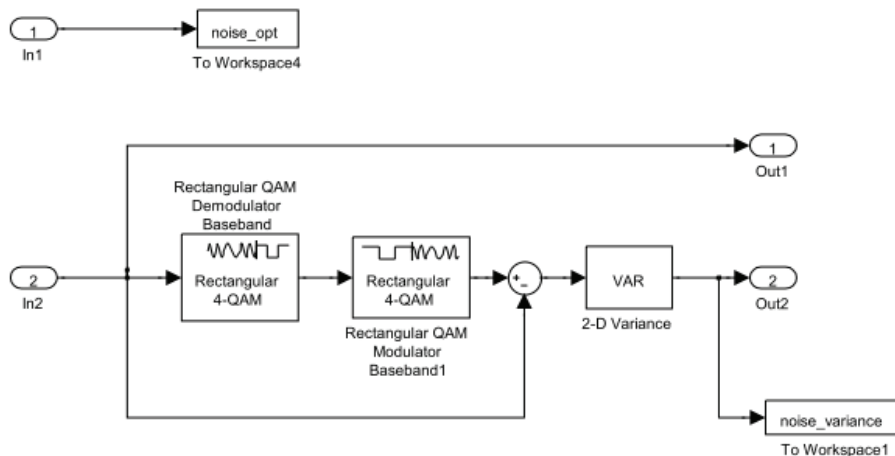 1
In1
noise_opt
To Workspace4
1
Out1
Rectangular QAM
Demodulator
Baseband
2
In2
Rectangular
4-QAM
Rectangular
4-QAM
Rectangular QAM
Modulator
Baseband1
+
−
VAR
2-D Variance
2
Out2
noise_variance
To Workspace1